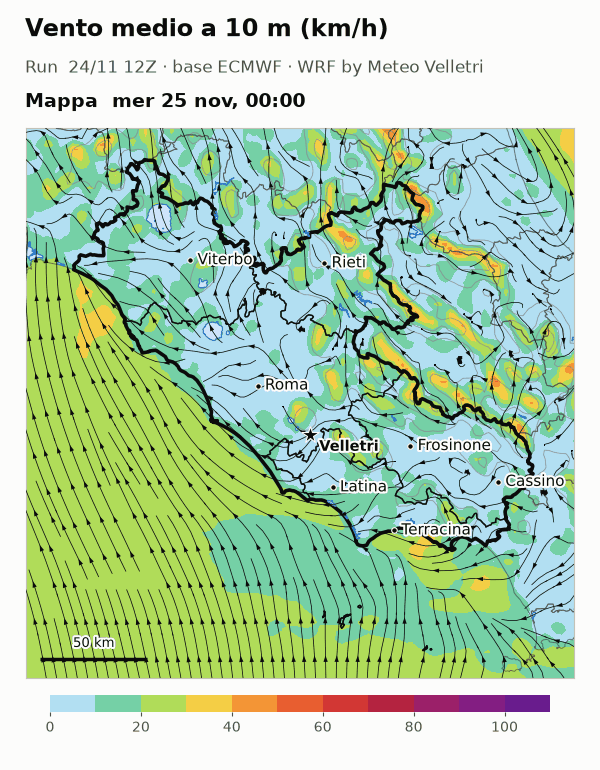 Vento medio a 10 m (km/h)
Run  24/11 12Z · base ECMWF · WRF by Meteo Velletri
Mappa  mer 25 nov, 00:00
Viterbo
Rieti
Roma
Velletri
Frosinone
Cassino
Latina
Terracina
50 km
0 20 40 60 80 100